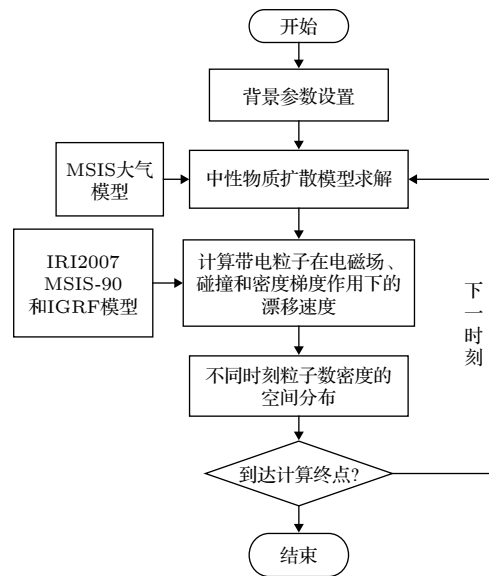 开始
背景参数设置
MSIS大气
模型
中性物质扩散模型求解
IRI2007
MSIS-90
和IGRF模型
计算带电粒子在电磁场、
碰撞和密度梯度作用下的
漂移速度
下一时刻
不同时刻粒子数密度的
空间分布
到达计算终点?
结束